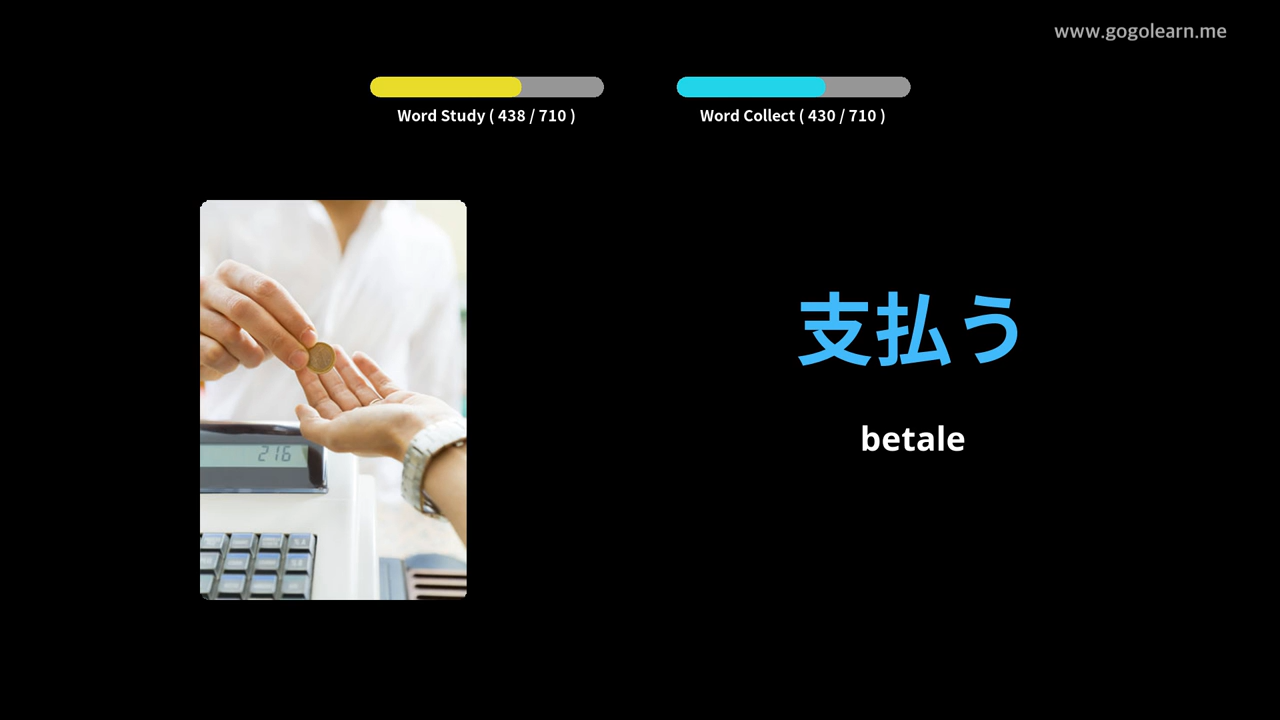 www.gogolearn.me
Word Study ( 438 / 710 )
Word Collect ( 430 / 710 )
支払う
betale
216